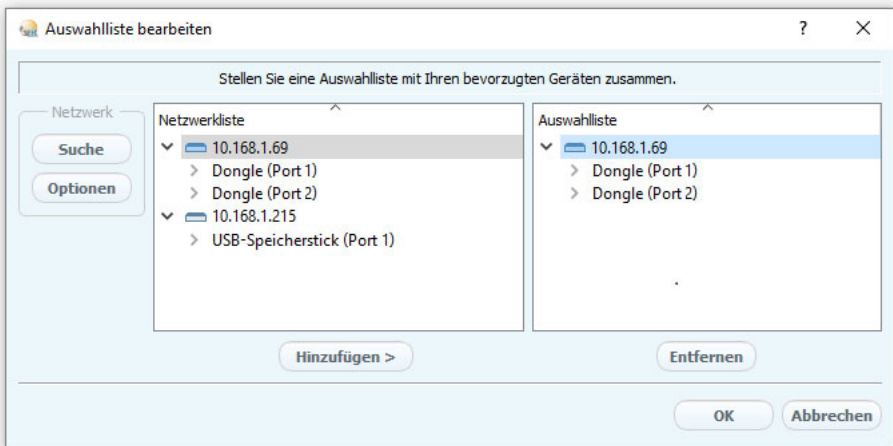 Auswahlliste bearbeiten
?
Stellen Sie eine Auswahlliste mit Ihren bevorzugten Geräten zusammen.
Netzwerk
Suche
Optionen
Netzwerkliste
10.168.1.69
Dongle (Port 1)
Dongle (Port 2)
10.168.1.215
USB-Speicherstick (Port 1)
Hinzufügen >
Auswahlliste
10.168.1.69
Dongle (Port 1)
Dongle (Port 2)
Entfernen
OK
Abbrechen